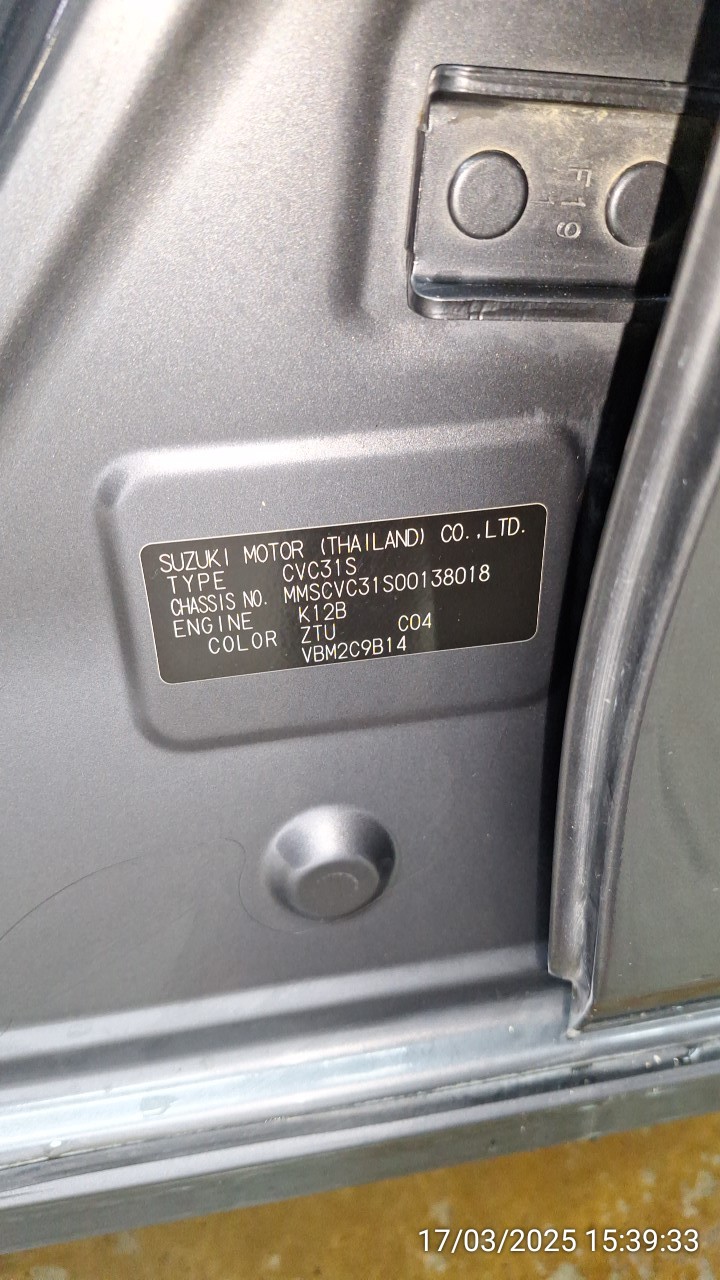 F19
1
SUZUKI MOTOR (THAILAND) CO.,LTD.
TYPE CVC31S
CHASSIS NO. MMSCVC31S00138018
ENGINE K12B
COLOR ZTU C04
VBM2C9B14
17/03/2025 15:39:33